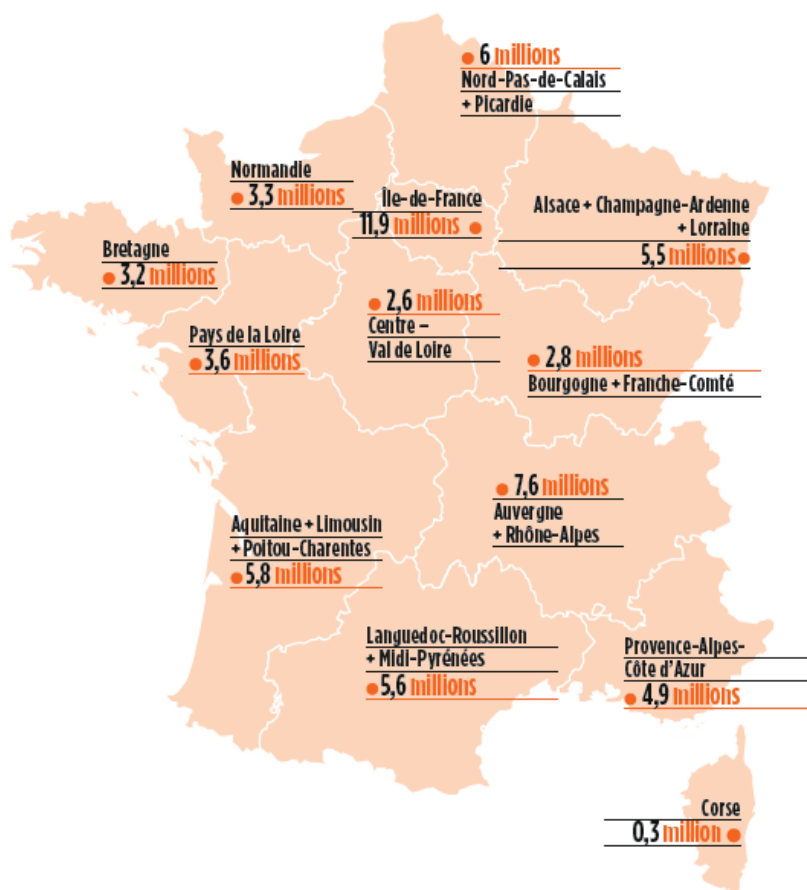 6 millions
Nord-Pas-de-Calais
+ Picardie
Normandie
3,3 millions
Île-de-France
11,9 millions
Alsace + Champagne-Ardenne
+ Lorraine
5,5 millions
Bretagne
3,2 millions
2,6 millions
Centre –
Val de Loire
Pays de la Loire
3,6 millions
2,8 millions
Bourgogne + Franche-Comté
7,6 millions
Auvergne
+ Rhône-Alpes
Aquitaine + Limousin
+ Poitou-Charentes
5,8 millions
Languedoc-Roussillon
+ Midi-Pyrénées
5,6 millions
Provence-Alpes-
Côte d'Azur
4,9 millions
Corse
0,3 million